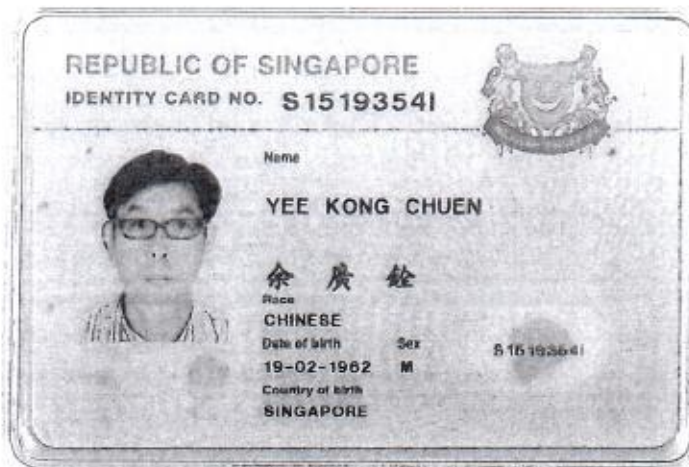 REPUBLIC OF SINGAPORE
IDENTITY CARD NO. S1519354I
Name
YEE KONG CHUEN
余 廣 銓
Race
CHINESE
Date of birth Sex
19-02-1962 M
S1519354I
Country of birth
SINGAPORE